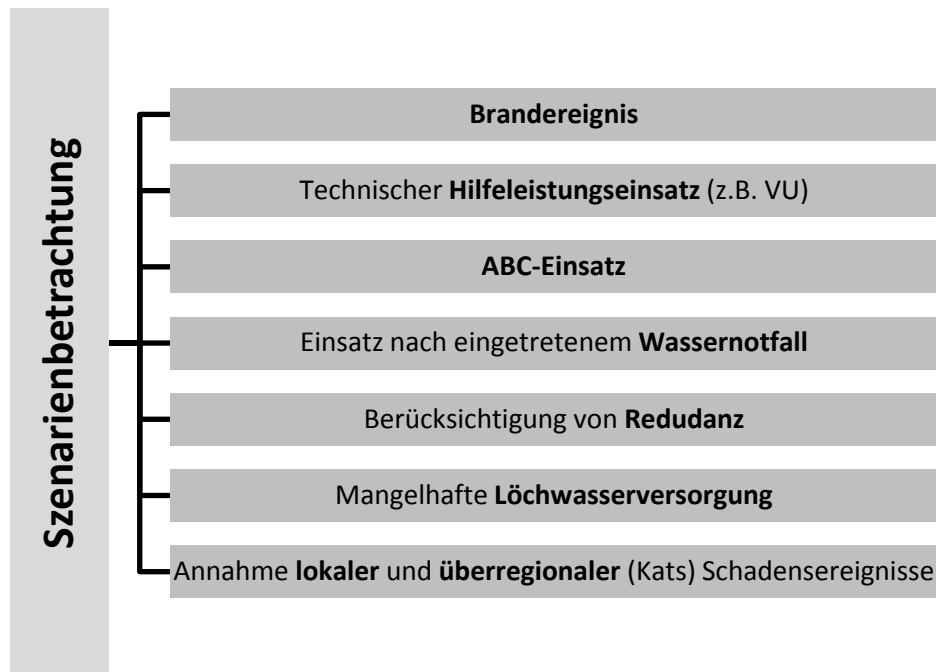 Szenarienbetrachtung
Brandereignis
Technischer Hilfeleistungseinsatz (z.B. VU)
ABC-Einsatz
Einsatz nach eingetretenem Wassernotfall
Berücksichtigung von Redudanz
Mangelhafte Löchwasserversorgung
Annahme lokaler und überregionaler (Kats) Schadensereignisse